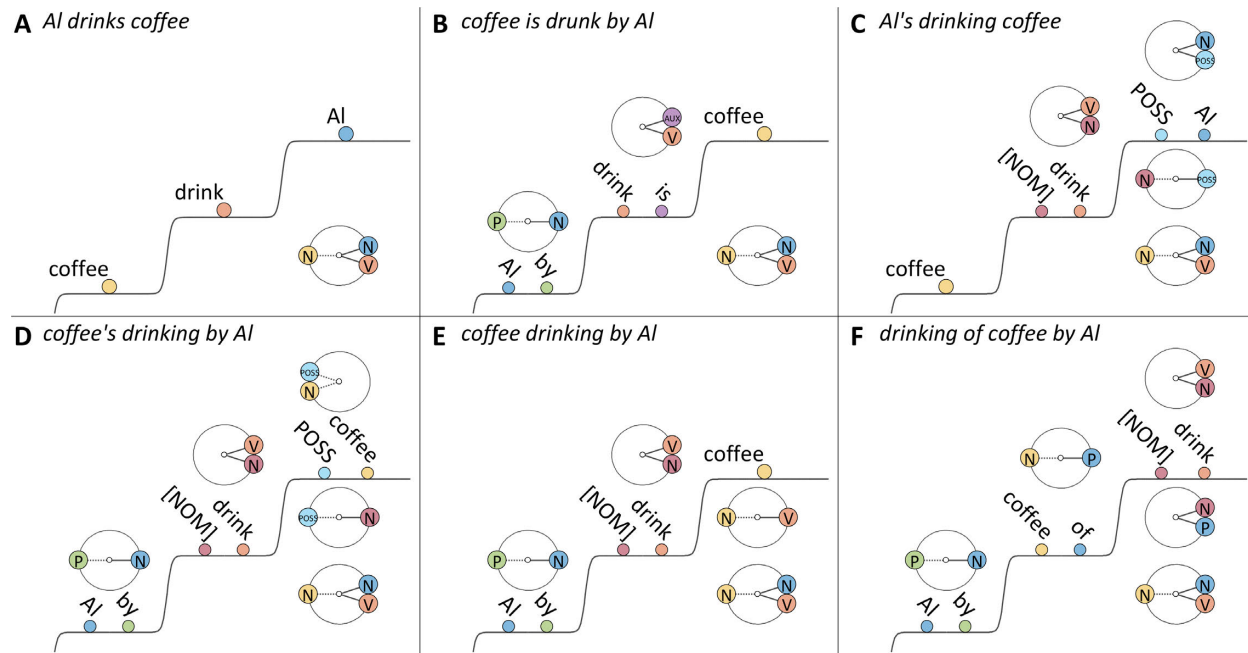 A Al drinks coffee
Al
drink
coffee
N N V
B coffee is drunk by Al
AUX V
coffee
drink is
P N
Al by
N N V
C Al's drinking coffee
N POSS
POSS Al
V N
[NOM] drink
N POSS
coffee
N N V
D coffee's drinking by Al
POSS N
POSS coffee
V N
[NOM] drink
POSS N
P N
Al by
N N V
E coffee drinking by Al
V N
coffee
[NOM] drink
N V
P N
Al by
N N V
F drinking of coffee by Al
V N
[NOM] drink
N P
coffee of
N P
P N
Al by
N N V